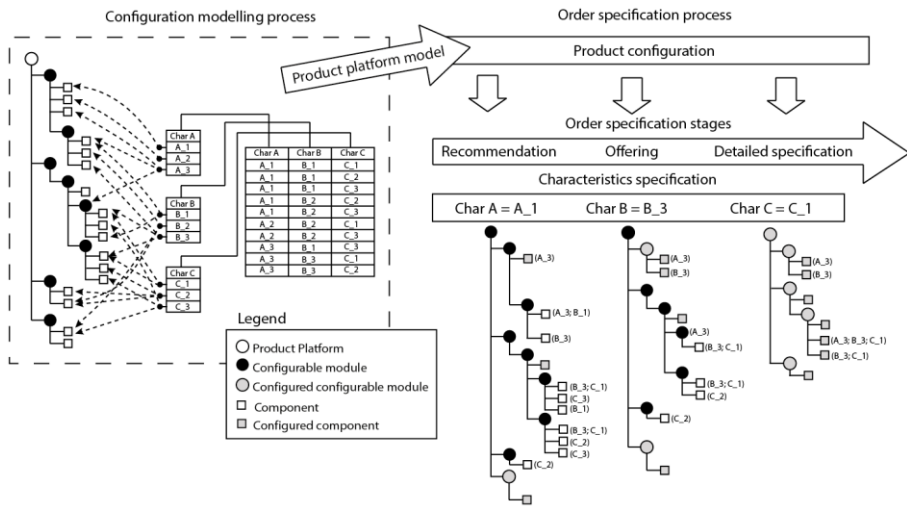 Configuration modelling process
Order specification process
Product platform model
Product configuration
Order specification stages
Recommendation
Offering
Detailed specification
Characteristics specification
Char A = A_1
Char B = B_3
Char C = C_1
Char A
A_1
A_2
A_3
Char B
B_1
B_2
B_3
Char C
C_1
C_2
C_3
Char A Char B Char C
A_1 B_1 C_1
A_1 B_1 C_2
A_1 B_1 C_3
A_1 B_2 C_2
A_1 B_2 C_3
A_2 B_2 C_2
A_2 B_2 C_3
A_3 B_1 C_3
A_3 B_3 C_1
A_3 B_3 C_2
Legend
Product Platform
Configurable module
Configured configurable module
Component
Configured component
(A_3)
(A_3; B_1)
(B_3)
(B_3; C_1)
(C_3)
(B_1)
(B_3; C_1)
(C_2)
(C_3)
(C_2)
(A_3)
(B_3)
(A_3)
(B_3; C_1)
(B_3; C_1)
(C_2)
(C_2)
(A_3)
(B_3)
(A_3; B_3; C_1)
(B_3; C_1)